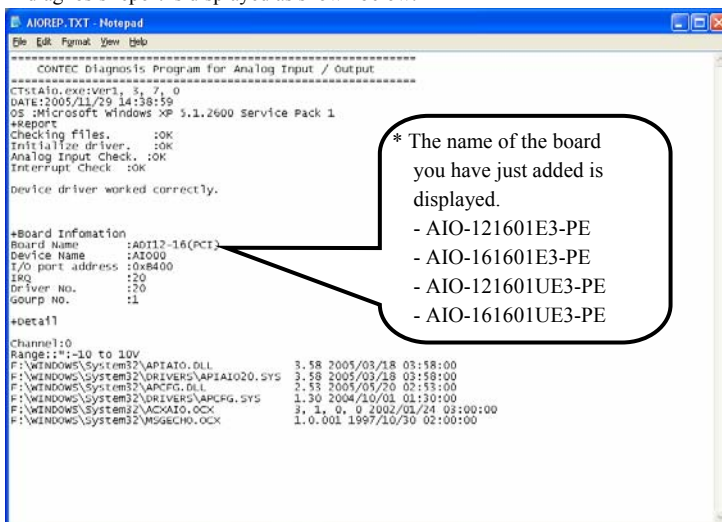 AIOREP.TXT - Notepad
File Edit Format View Help
==========================================================
CONTEC Diagnosis Program for Analog Input / Output
==========================================================
CTstAio.exe:Ver1, 3, 7, 0
DATE:2005/11/29 14:38:59
OS :Microsoft Windows XP 5.1.2600 Service Pack 1
+Report
Checking files. :OK
Initialize driver. :OK
Analog Input Check. :OK
Interrupt Check :OK
Device driver worked correctly.
+Board Infomation
Board Name :ADI12-16(PCI)
Device Name :AIO00
I/O port address :0xB400
IRQ :20
Driver No. :20
Gourp No. :1
+Detail
Channel:0
Range::*:-10 to 10V
F:\WINDOWS\System32\APIAIO.DLL 3.58 2005/03/18 03:58:00
F:\WINDOWS\System32\DRIVERS\APIAIO20.SYS 3.58 2005/03/18 03:58:00
F:\WINDOWS\System32\APCFG.DLL 2.53 2005/05/20 02:53:00
F:\WINDOWS\System32\DRIVERS\APCFG.SYS 1.30 2004/10/01 01:30:00
F:\WINDOWS\System32\ACXAIO.OCX 3, 1, 0, 0 2002/01/24 03:00:00
F:\WINDOWS\System32\MSGECHO.OCX 1.0.001 1997/10/30 02:00:00
* The name of the board
you have just added is
displayed.
- AIO-121601E3-PE
- AIO-161601E3-PE
- AIO-121601UE3-PE
- AIO-161601UE3-PE